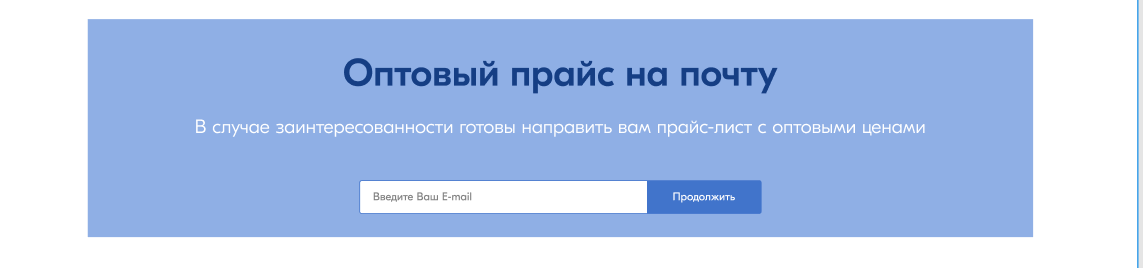 Оптовый прайс на почту
В случае заинтересованности готовы направить вам прайс-лист с оптовыми ценами
Введите Ваш E-mail
Продолжить